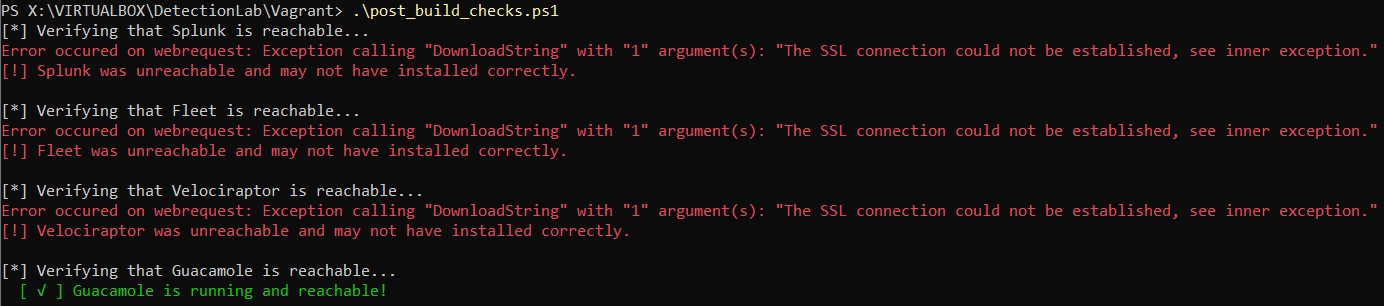 PS X:\VIRTUALBOX\DetectionLab\Vagrant> .\post_build_checks.ps1
[*] Verifying that Splunk is reachable...
Error occured on webrequest: Exception calling "DownloadString" with "1" argument(s): "The SSL connection could not be established, see inner exception."
[!] Splunk was unreachable and may not have installed correctly.
[*] Verifying that Fleet is reachable...
Error occured on webrequest: Exception calling "DownloadString" with "1" argument(s): "The SSL connection could not be established, see inner exception."
[!] Fleet was unreachable and may not have installed correctly.
[*] Verifying that Velociraptor is reachable...
Error occured on webrequest: Exception calling "DownloadString" with "1" argument(s): "The SSL connection could not be established, see inner exception."
[!] Velociraptor was unreachable and may not have installed correctly.
[*] Verifying that Guacamole is reachable...
[ √ ] Guacamole is running and reachable!